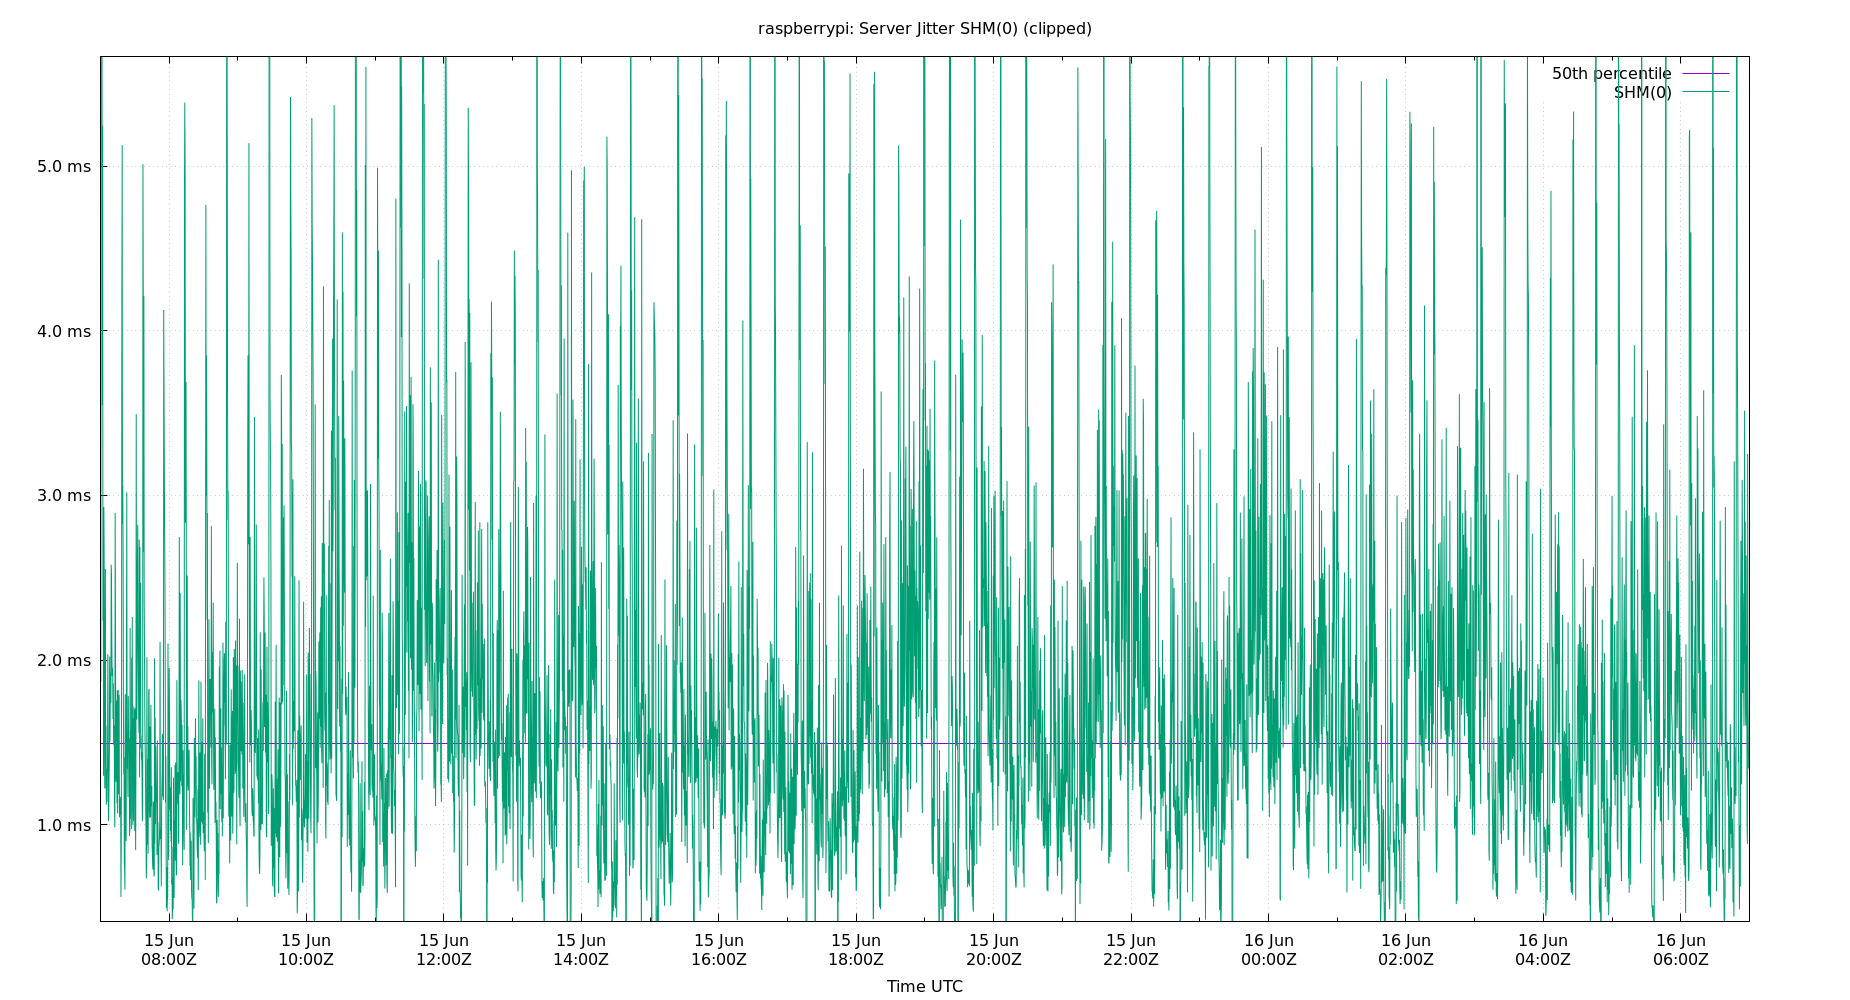 raspberrypi: Server Jitter SHM(0) (clipped)
50th percentile
SHM(0)
5.0 ms
4.0 ms
3.0 ms
2.0 ms
1.0 ms
15 Jun 15 Jun 15 Jun 15 Jun 15 Jun 15 Jun 15 Jun 15 Jun 16 Jun 16 Jun 16 Jun 16 Jun
08:00Z 10:00Z 12:00Z 14:00Z 16:00Z 18:00Z 20:00Z 22:00Z 00:00Z 02:00Z 04:00Z 06:00Z
Time UTC